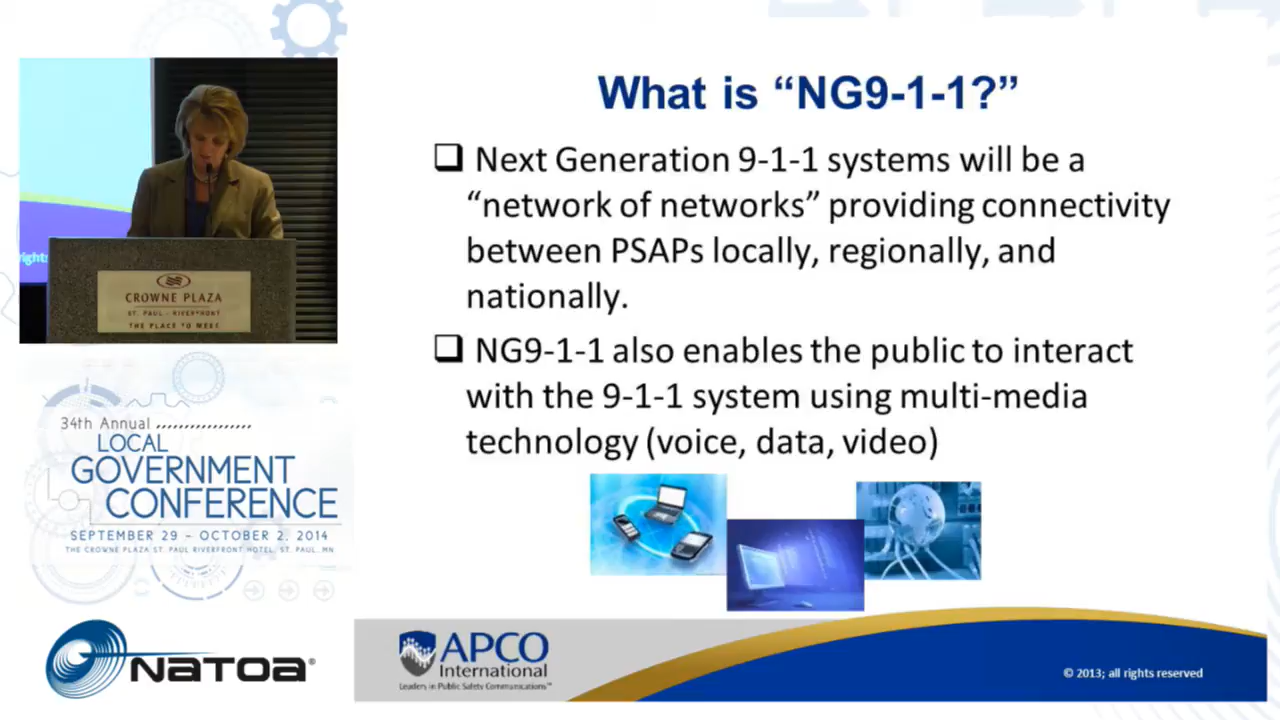 What is “NG9-1-1?”
Next Generation 9-1-1 systems will be a
“network of networks” providing connectivity
between PSAPs locally, regionally, and
nationally.
NG9-1-1 also enables the public to interact
with the 9-1-1 system using multi-media
technology (voice, data, video)
rights
CROWNE PLAZA
ST. PAUL - RIVERFRONT
THE PLACE TO MEET
34th Annual
LOCAL
GOVERNMENT
CONFERENCE
SEPTEMBER 29 – OCTOBER 2, 2014
THE CROWNE PLAZA ST. PAUL RIVERFRONT HOTEL, ST. PAUL, MN
NATOA®
APCO
International
Leaders in Public Safety Communications™
© 2013; all rights reserved